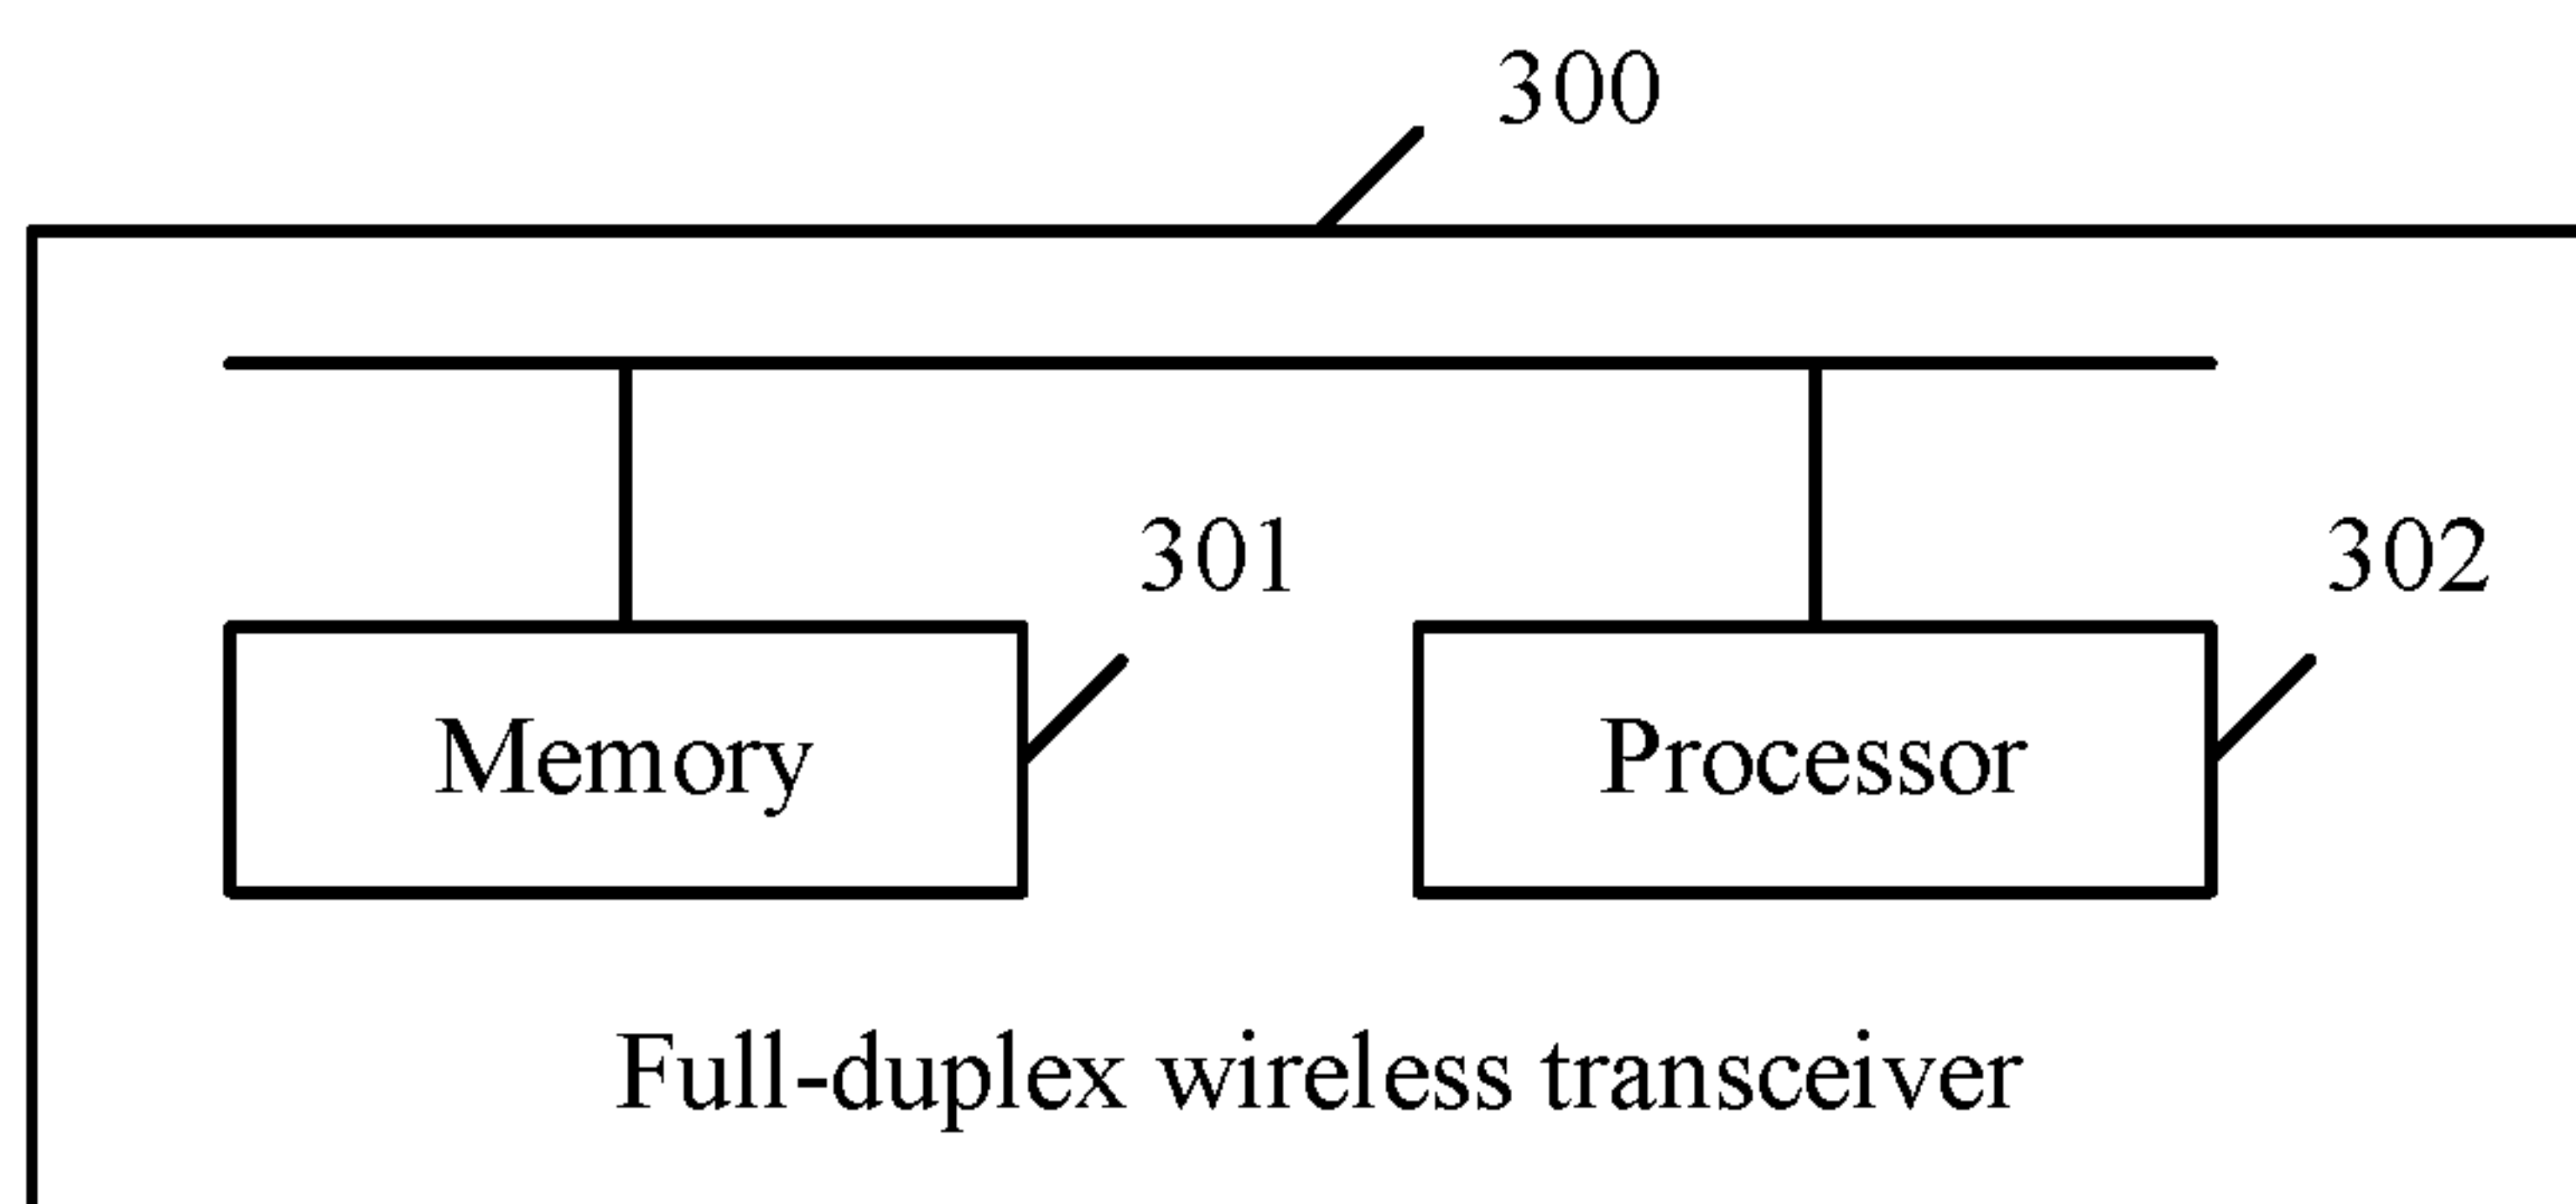 300
301
302
Memory
Processor
Full-duplex wireless transceiver